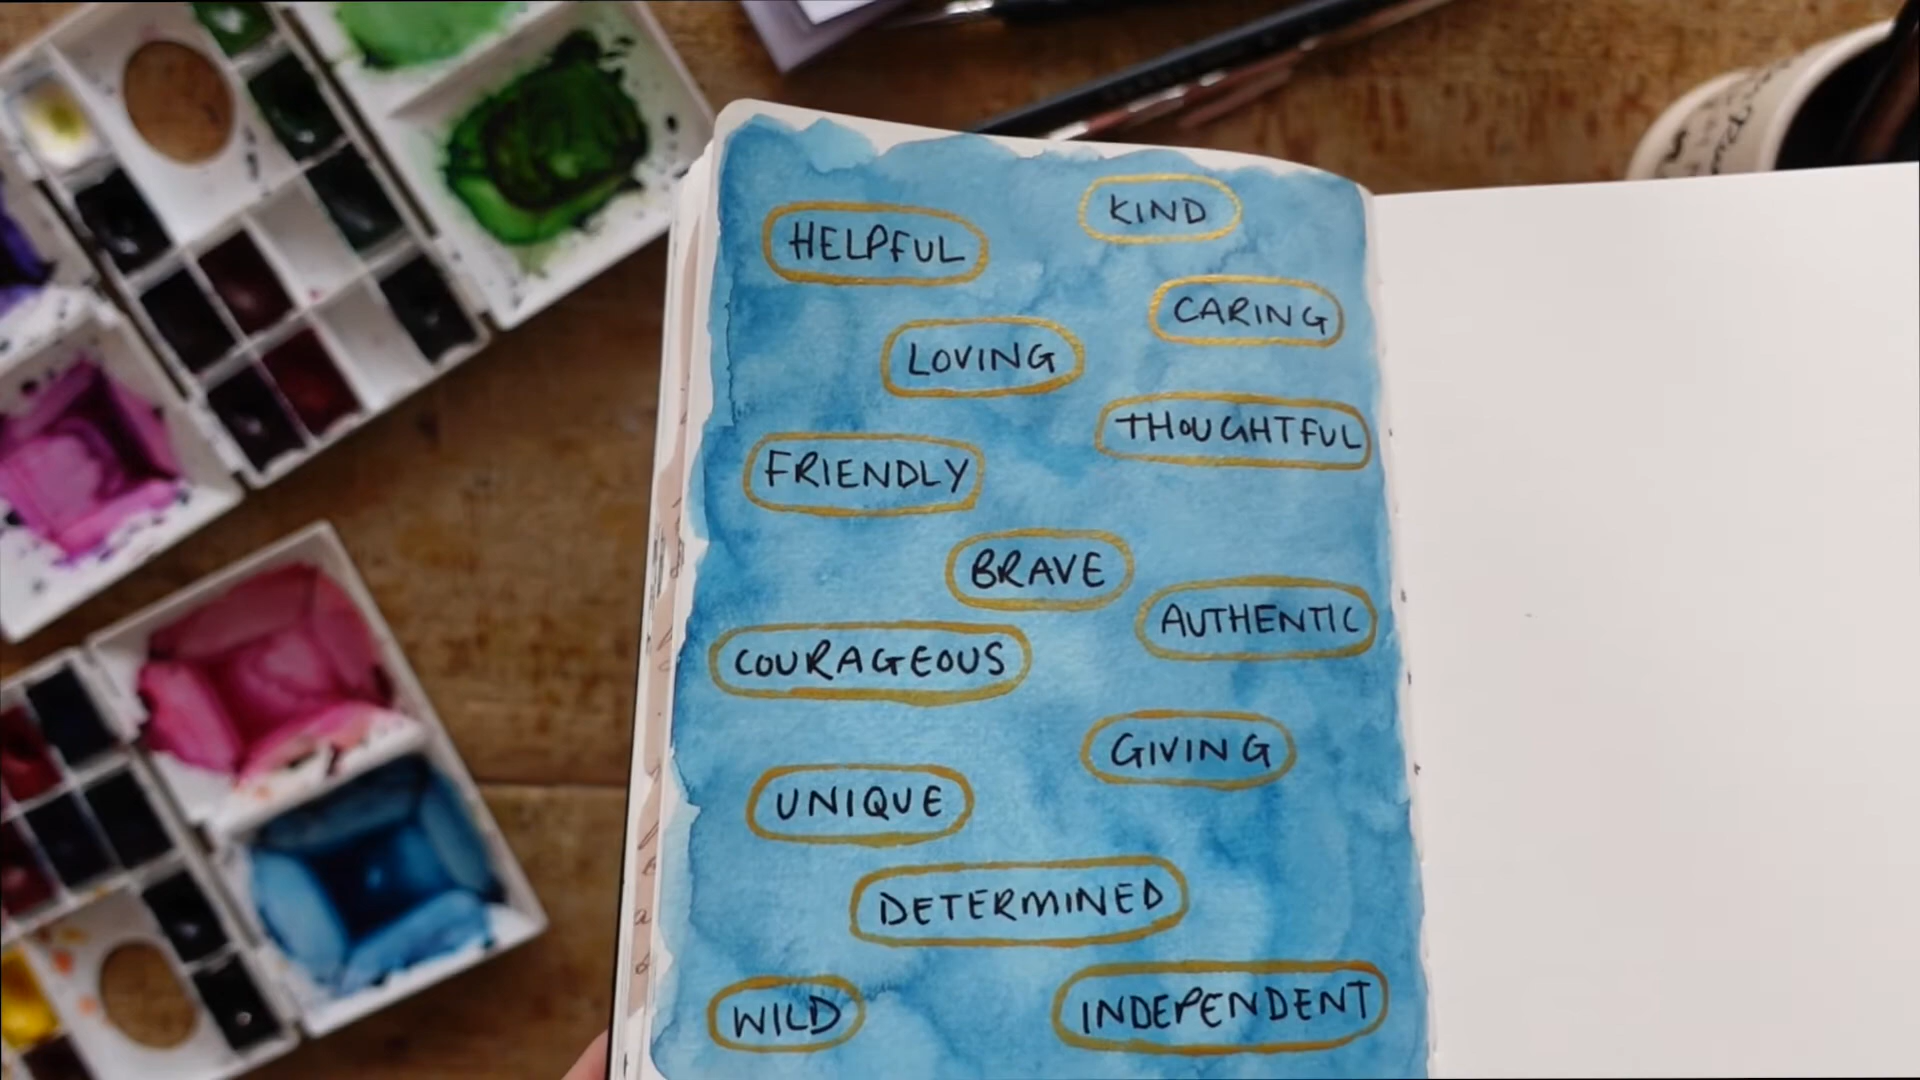 HELPFUL
KIND
CARING
LOVING
THOUGHTFUL
FRIENDLY
BRAVE
AUTHENTIC
COURAGEOUS
GIVING
UNIQUE
DETERMINED
WILD
INDEPENDENT